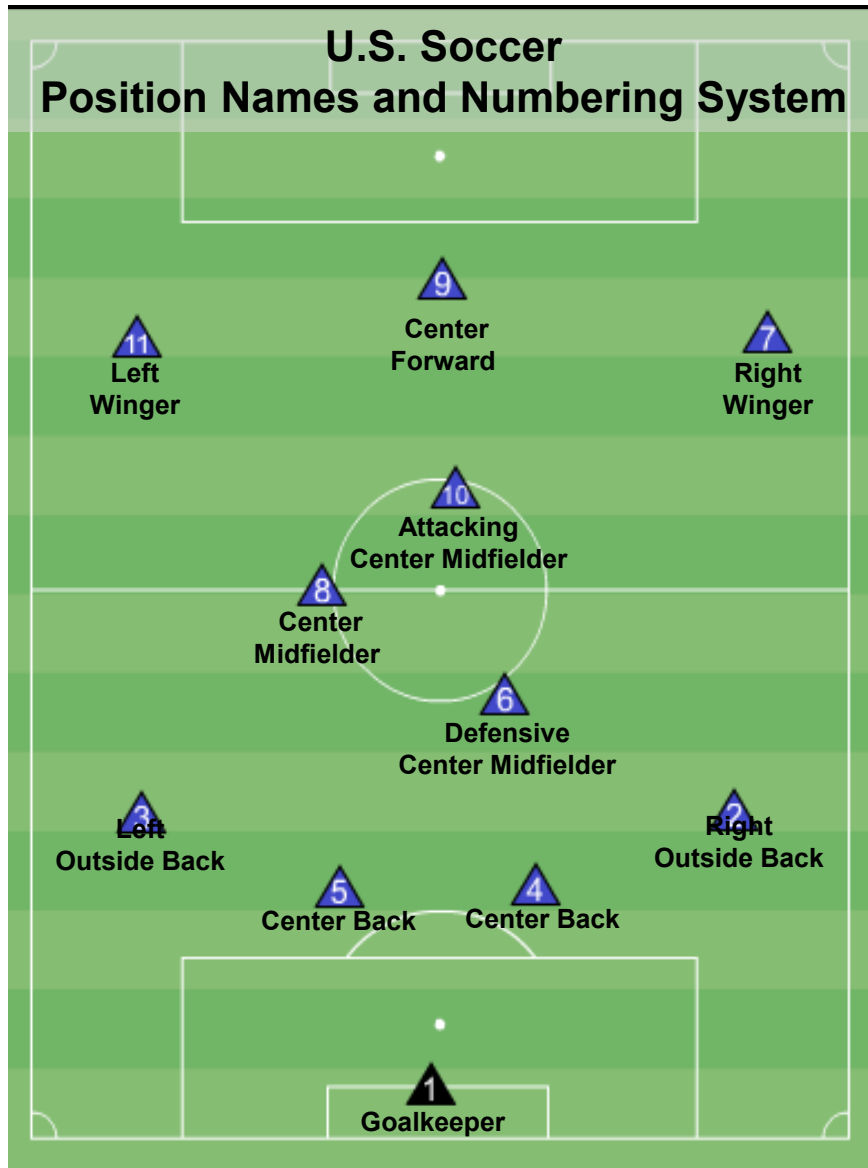 U.S. Soccer
Position Names and Numbering System
9
Center
Forward
11
Left
Winger
7
Right
Winger
10
Attacking
Center Midfielder
8
Center
Midfielder
6
Defensive
Center Midfielder
3
Left
Outside Back
2
Right
Outside Back
5
Center Back
4
Center Back
1
Goalkeeper